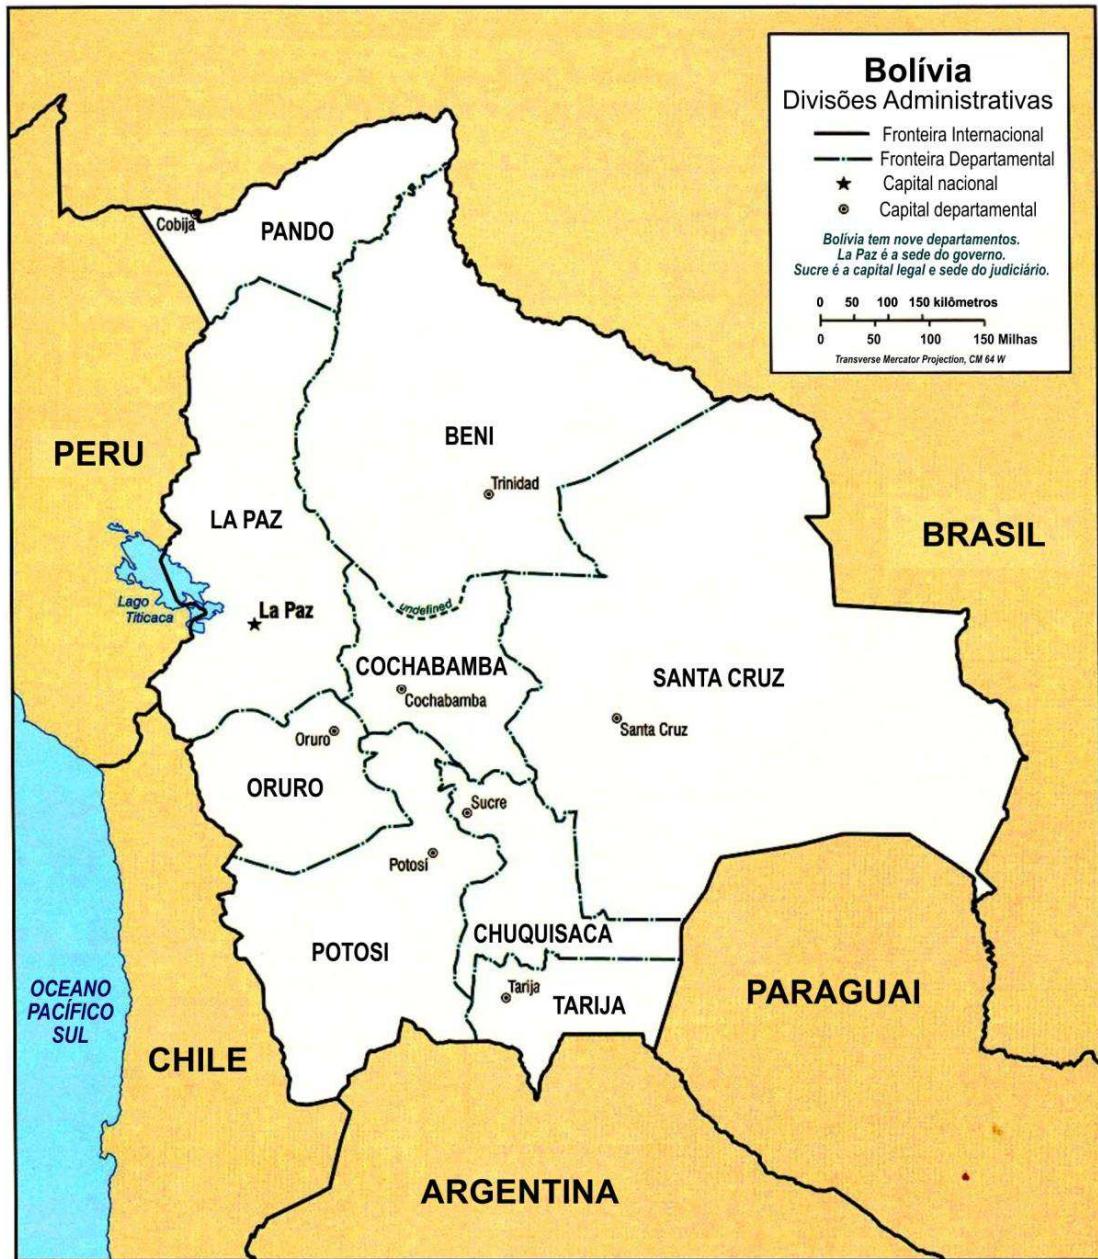 Bolívia
Divisões Administrativas
Fronteira Internacional
Fronteira Departamental
Capital nacional
Capital departamental
Bolívia tem nove departamentos.
La Paz é a sede do governo.
Sucre é a capital legal e sede do judiciário.
0 50 100 150 kilômetros
0 50 100 150 Milhas
Transverse Mercator Projection, CM 64 W
Cobija
PANDO
BENI
PERU
Trinidad
LA PAZ
BRASIL
Lago
Titicaca
La Paz
undefined
COCHABAMBA
Cochabamba
SANTA CRUZ
Santa Cruz
Oruro
ORURO
Sucre
Potosí
CHUQUISACA
POTOSI
Tarija
TARIJA
PARAGUAI
OCEANO
PACÍFICO
SUL
CHILE
ARGENTINA